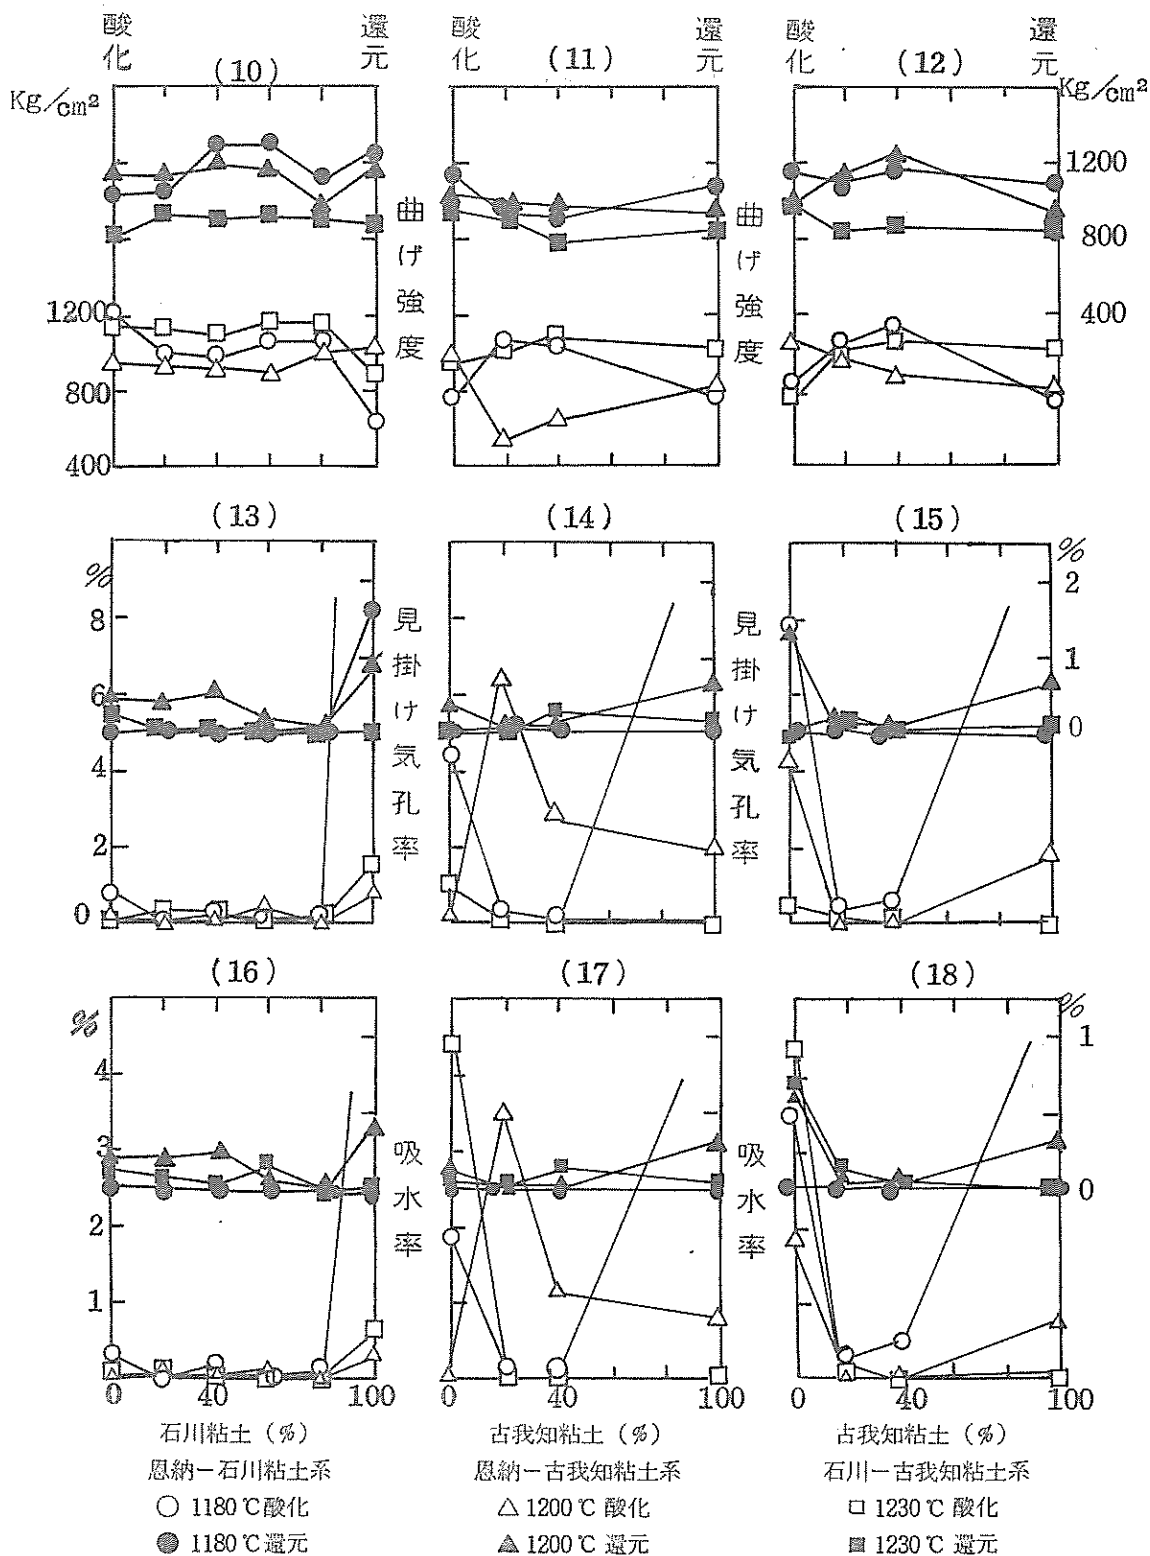 酸化 還元 酸化 還元 酸化 還元
(10) (11) (12)
Kg/cm² Kg/cm²
1200
800
400
1200
800
400
曲げ強度 曲げ強度
(13) (14) (15)
% %
8
6
4
2
0
2
1
0
見掛け気孔率 見掛け気孔率
(16) (17) (18)
% %
4
3
2
1
1
0
吸水率 吸水率
0 40 100 0 40 100 0 40 100
石川粘土(%) 古我知粘土(%) 古我知粘土(%)
恩納−石川粘土系 恩納−古我知粘土系 石川−古我知粘土系
○ 1180℃酸化 △ 1200℃ 酸化 □ 1230℃ 酸化
● 1180℃還元 ▲ 1200℃ 還元 ■ 1230℃ 還元